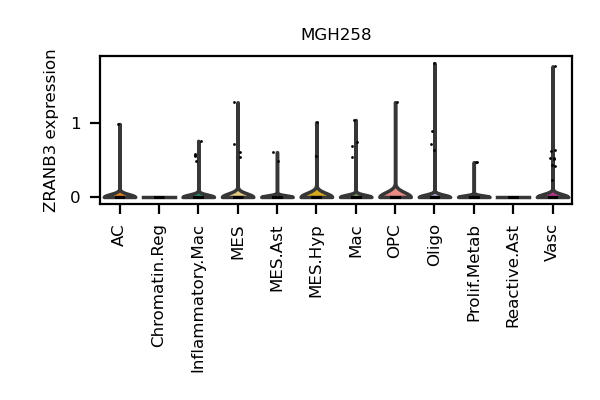 MGH258
ZRANB3 expression
1
0
AC
Chromatin.Reg
Inflammatory.Mac
MES
MES.Ast
MES.Hyp
Mac
OPC
Oligo
Prolif.Metab
Reactive.Ast
Vasc